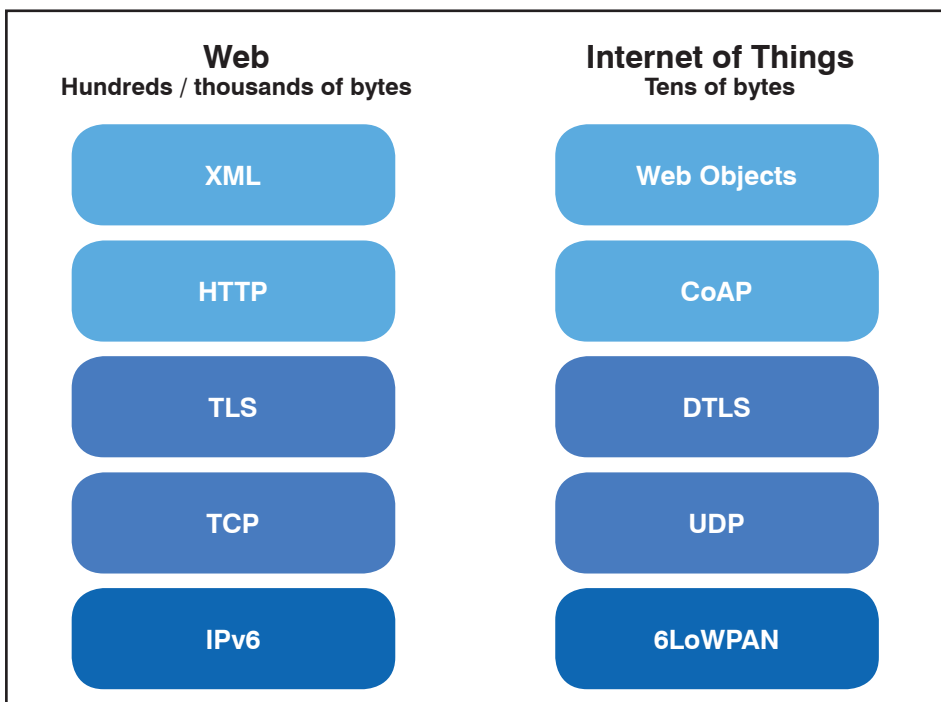 Web
Hundreds / thousands of bytes
XML
HTTP
TLS
TCP
IPv6
Internet of Things
Tens of bytes
Web Objects
CoAP
DTLS
UDP
6LoWPAN